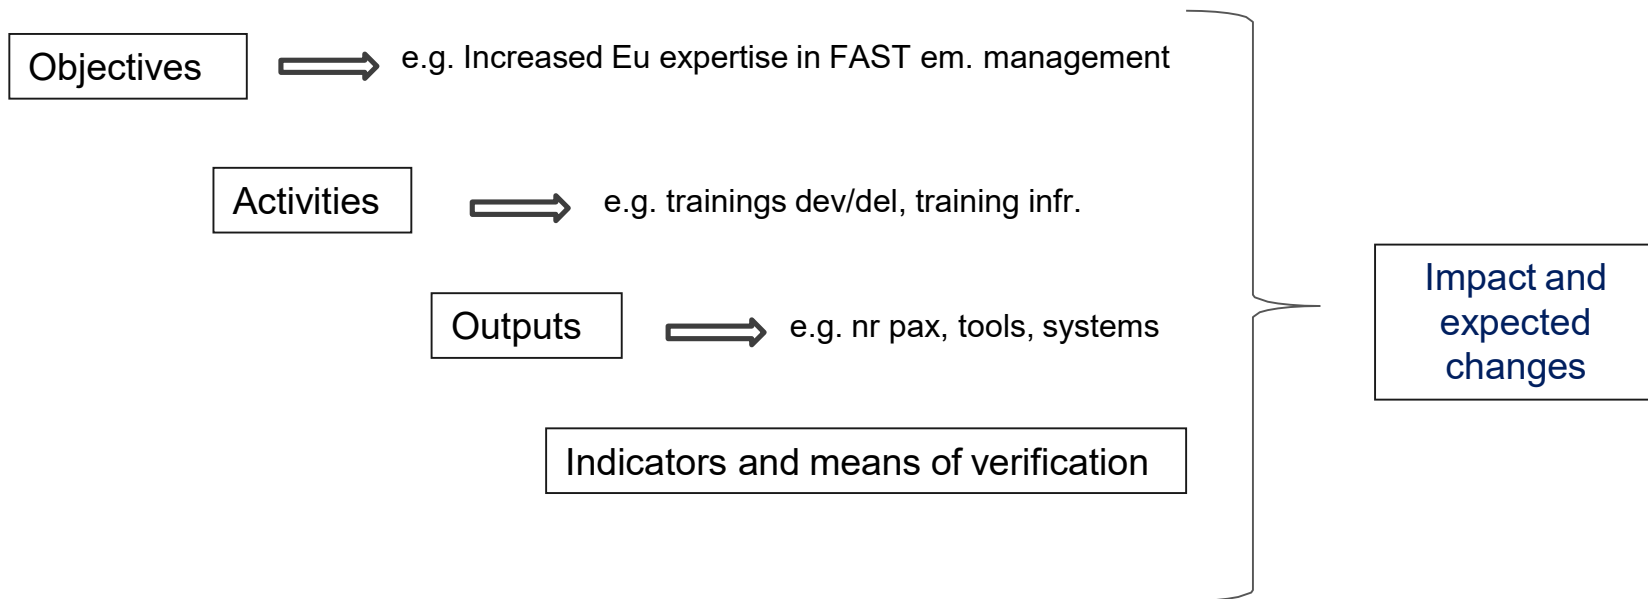 Objectives
e.g. Increased Eu expertise in FAST em. management
Activities
e.g. trainings dev/del, training infr.
Outputs
e.g. nr pax, tools, systems
Indicators and means of verification
Impact and
expected
changes